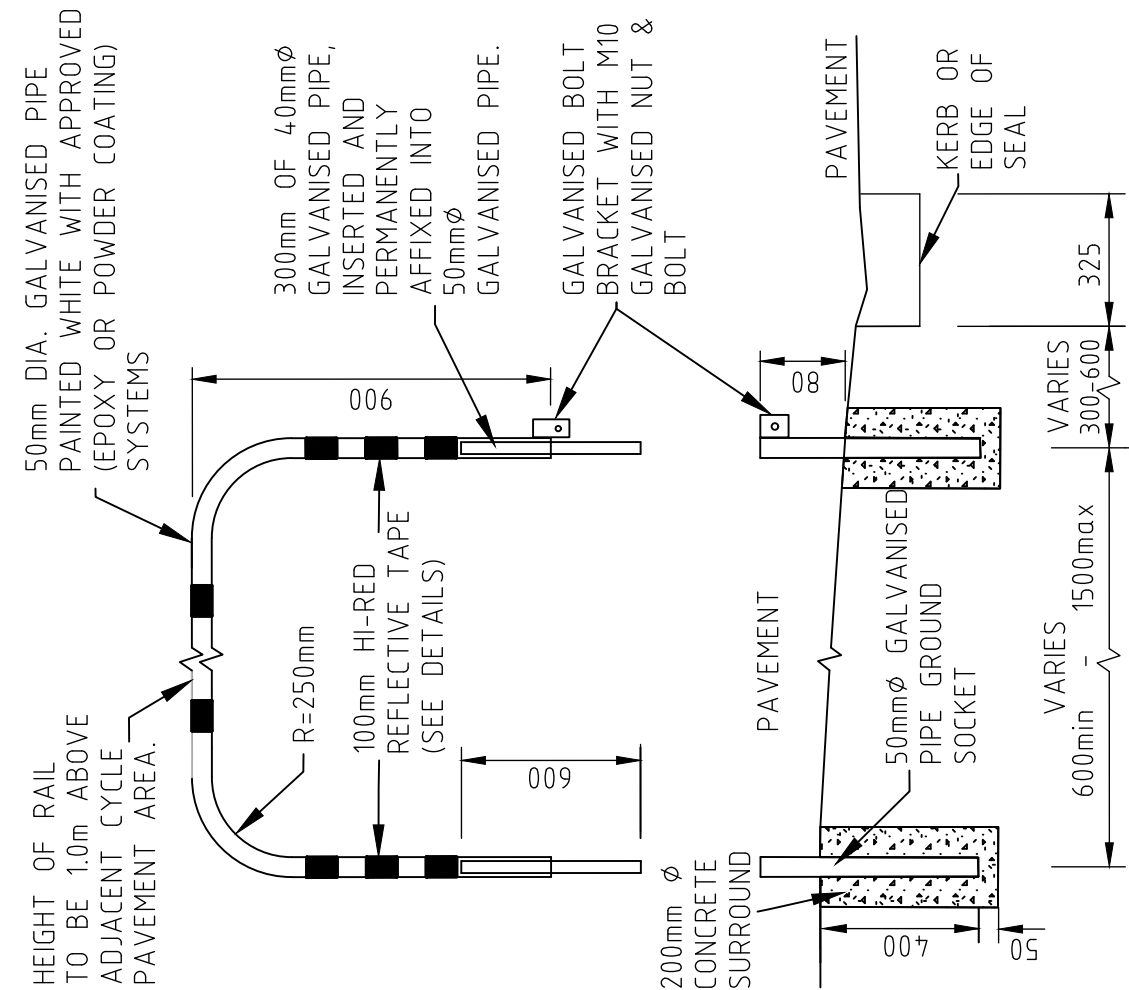 HEIGHT OF RAIL
TO BE 1.0m ABOVE
ADJACENT CYCLE
PAVEMENT AREA.
50mm DIA. GALVANISED PIPE
PAINTED WHITE WITH APPROVED
(EPOXY OR POWDER COATING)
SYSTEMS
R=250mm
100mm HI-RED
REFLECTIVE TAPE
(SEE DETAILS)
900
600
300mm OF 40mmØ
GALVANISED PIPE,
INSERTED AND
PERMANENTLY
AFFIXED INTO
50mmØ
GALVANISED PIPE.
GALVANISED BOLT
BRACKET WITH M10
GALVANISED NUT &
BOLT
200mm Ø
CONCRETE
SURROUND
PAVEMENT
80
PAVEMENT
50mmØ GALVANISED
PIPE GROUND
SOCKET
KERB OR
EDGE OF
SEAL
400
50
VARIES
600min - 1500max
VARIES
300-600
325